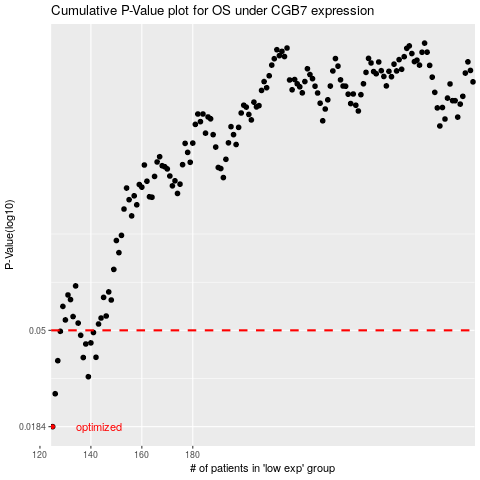 Cumulative P-Value plot for OS under CGB7 expression
P-Value(log10)
0.05
0.0184
optimized
120 140 160 180
# of patients in 'low exp' group